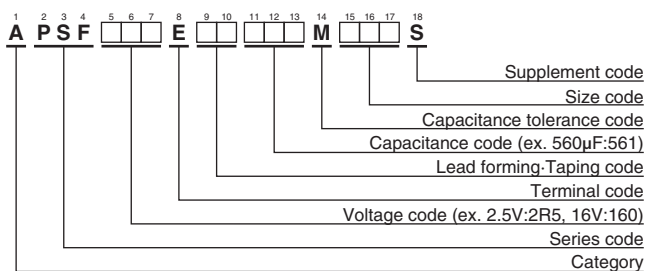 1 2 3 4 5 6 7 8 9 10 11 12 13 14 15 16 17 18
A P S F E M S
Supplement code
Size code
Capacitance tolerance code
Capacitance code (ex. 560µF:561)
Lead forming·Taping code
Terminal code
Voltage code (ex. 2.5V:2R5, 16V:160)
Series code
Category